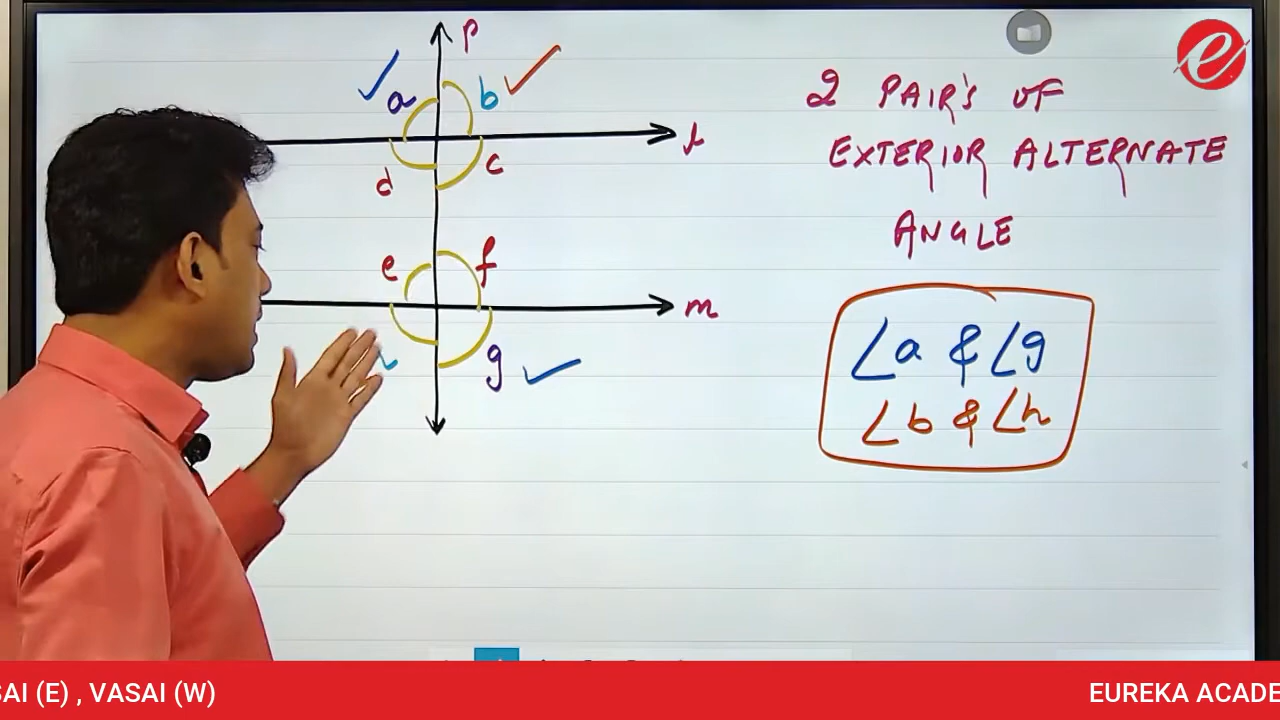 p
a b
l
d c
e f
m
g
2 PAIR'S OF
EXTERIOR ALTERNATE
ANGLE
∠a & ∠g
∠b & ∠h
SAI (E) , VASAI (W)
EUREKA ACADE